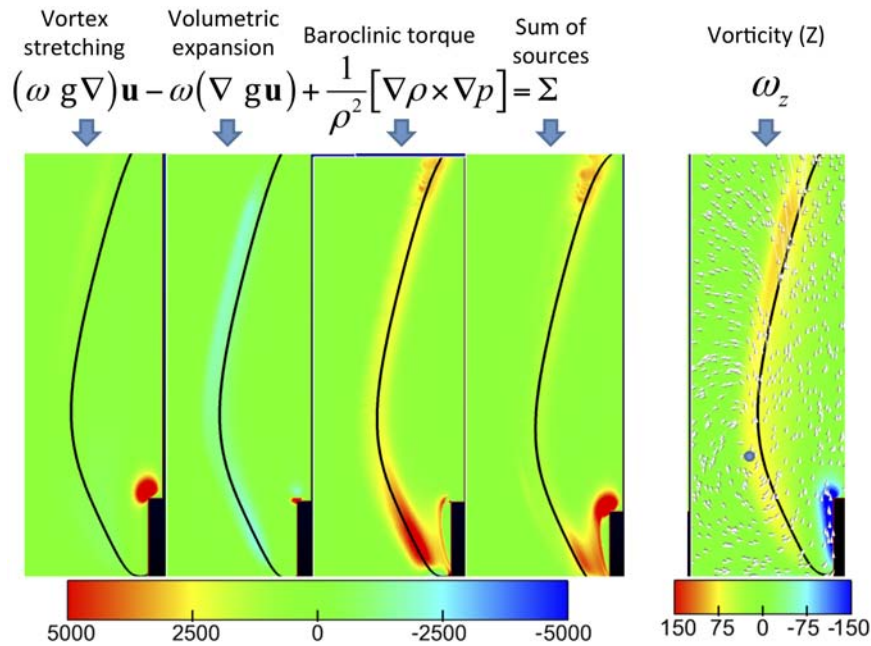 Vortex stretching
Volumetric expansion
Baroclinic torque
Sum of sources
Vorticity (Z)
(ω g∇)u − ω(∇ gu) + 1/ρ² [∇ρ × ∇p] = Σ
ω_z
5000 2500 0 -2500 -5000
150 75 0 -75 -150